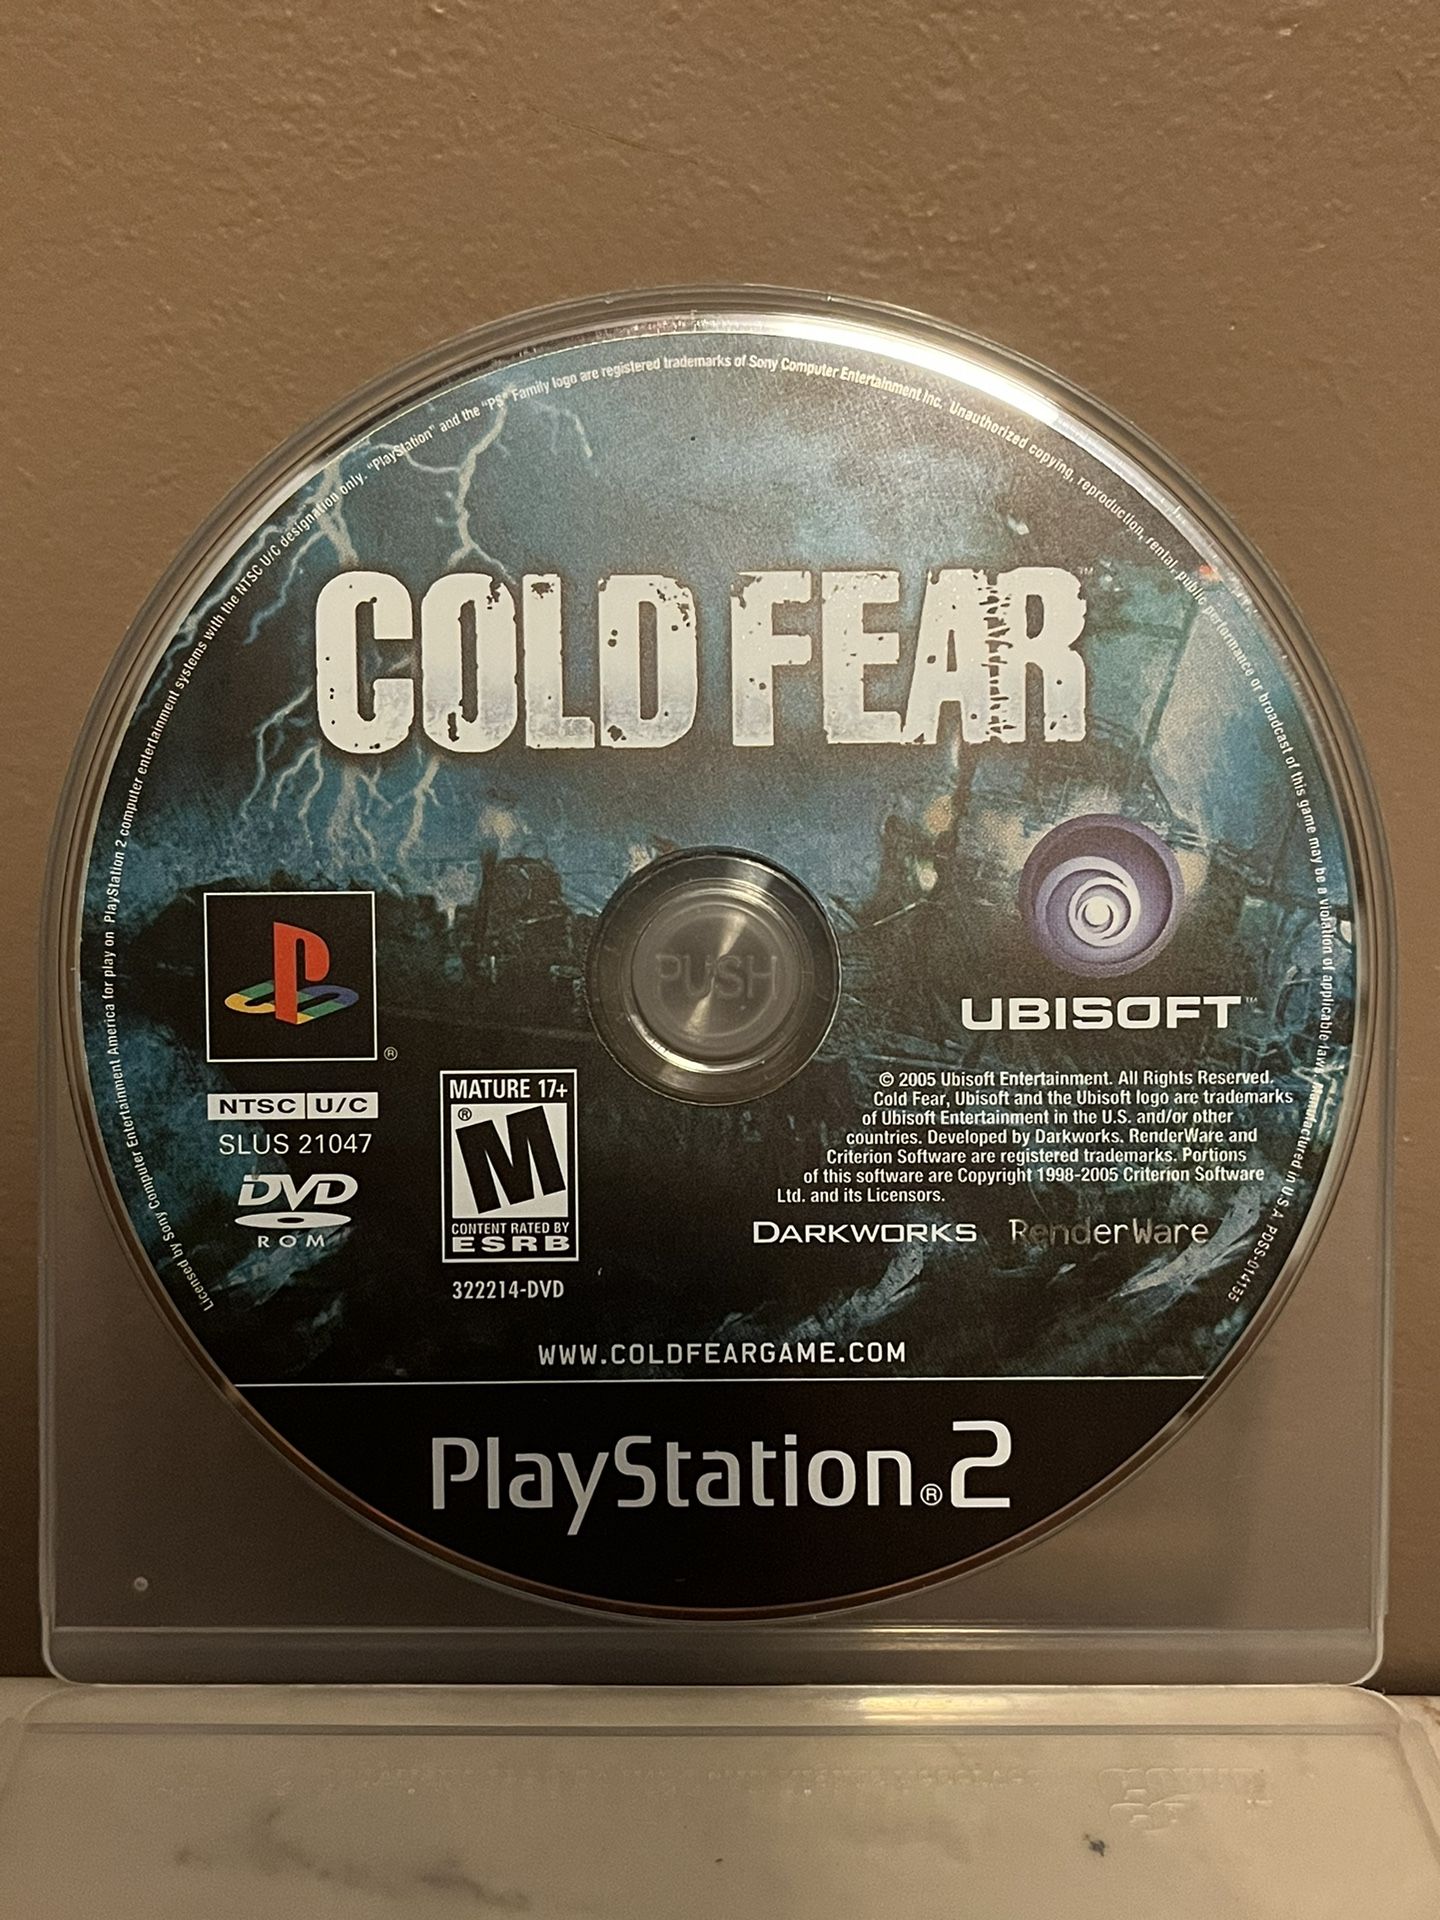 Licensed by Sony Computer Entertainment America for play on PlayStation 2 computer entertainment systems with the NTSC U/C designation only. "PlayStation" and the "PS" Family logo are registered trademarks of Sony Computer Entertainment Inc. Unauthorized copying, reproduction, rental, public performance or broadcast of this game may be a violation of applicable laws. Manufactured in U.S.A PDSS-014155
COLD FEAR™
PUSH
UBISOFT™
®
NTSC U/C
SLUS 21047
DVD
ROM
MATURE 17+
®
M
CONTENT RATED BY
ESRB
322214-DVD
© 2005 Ubisoft Entertainment. All Rights Reserved.
Cold Fear, Ubisoft and the Ubisoft logo are trademarks
of Ubisoft Entertainment in the U.S. and/or other
countries. Developed by Darkworks. RenderWare and
Criterion Software are registered trademarks. Portions
of this software are Copyright 1998-2005 Criterion Software
Ltd. and its Licensors.
DARKWORKS RenderWare
WWW.COLDFEARGAME.COM
PlayStation®2